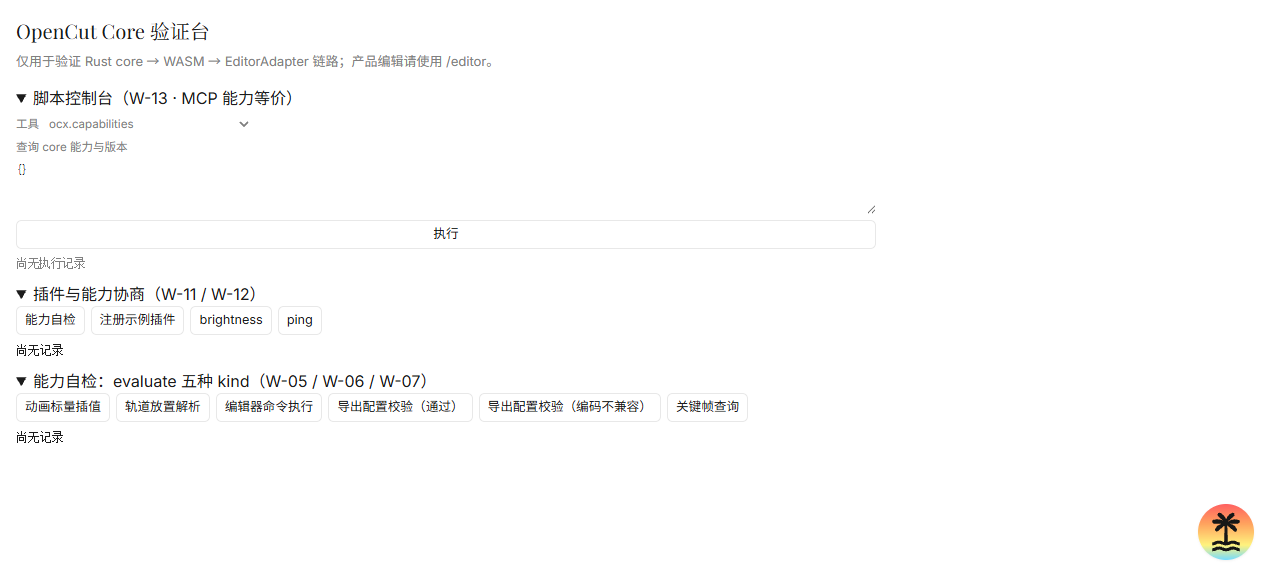 OpenCut Core 验证台
仅用于验证 Rust core → WASM → EditorAdapter 链路；产品编辑请使用 /editor。
▼ 脚本控制台（W-13 · MCP 能力等价）
工具 ocx.capabilities
查询 core 能力与版本
{}
执行
尚无执行记录
▼ 插件与能力协商（W-11 / W-12）
能力自检 注册示例插件 brightness ping
尚无记录
▼ 能力自检：evaluate 五种 kind（W-05 / W-06 / W-07）
动画标量插值 轨道放置解析 编辑器命令执行 导出配置校验（通过） 导出配置校验（编码不兼容） 关键帧查询
尚无记录